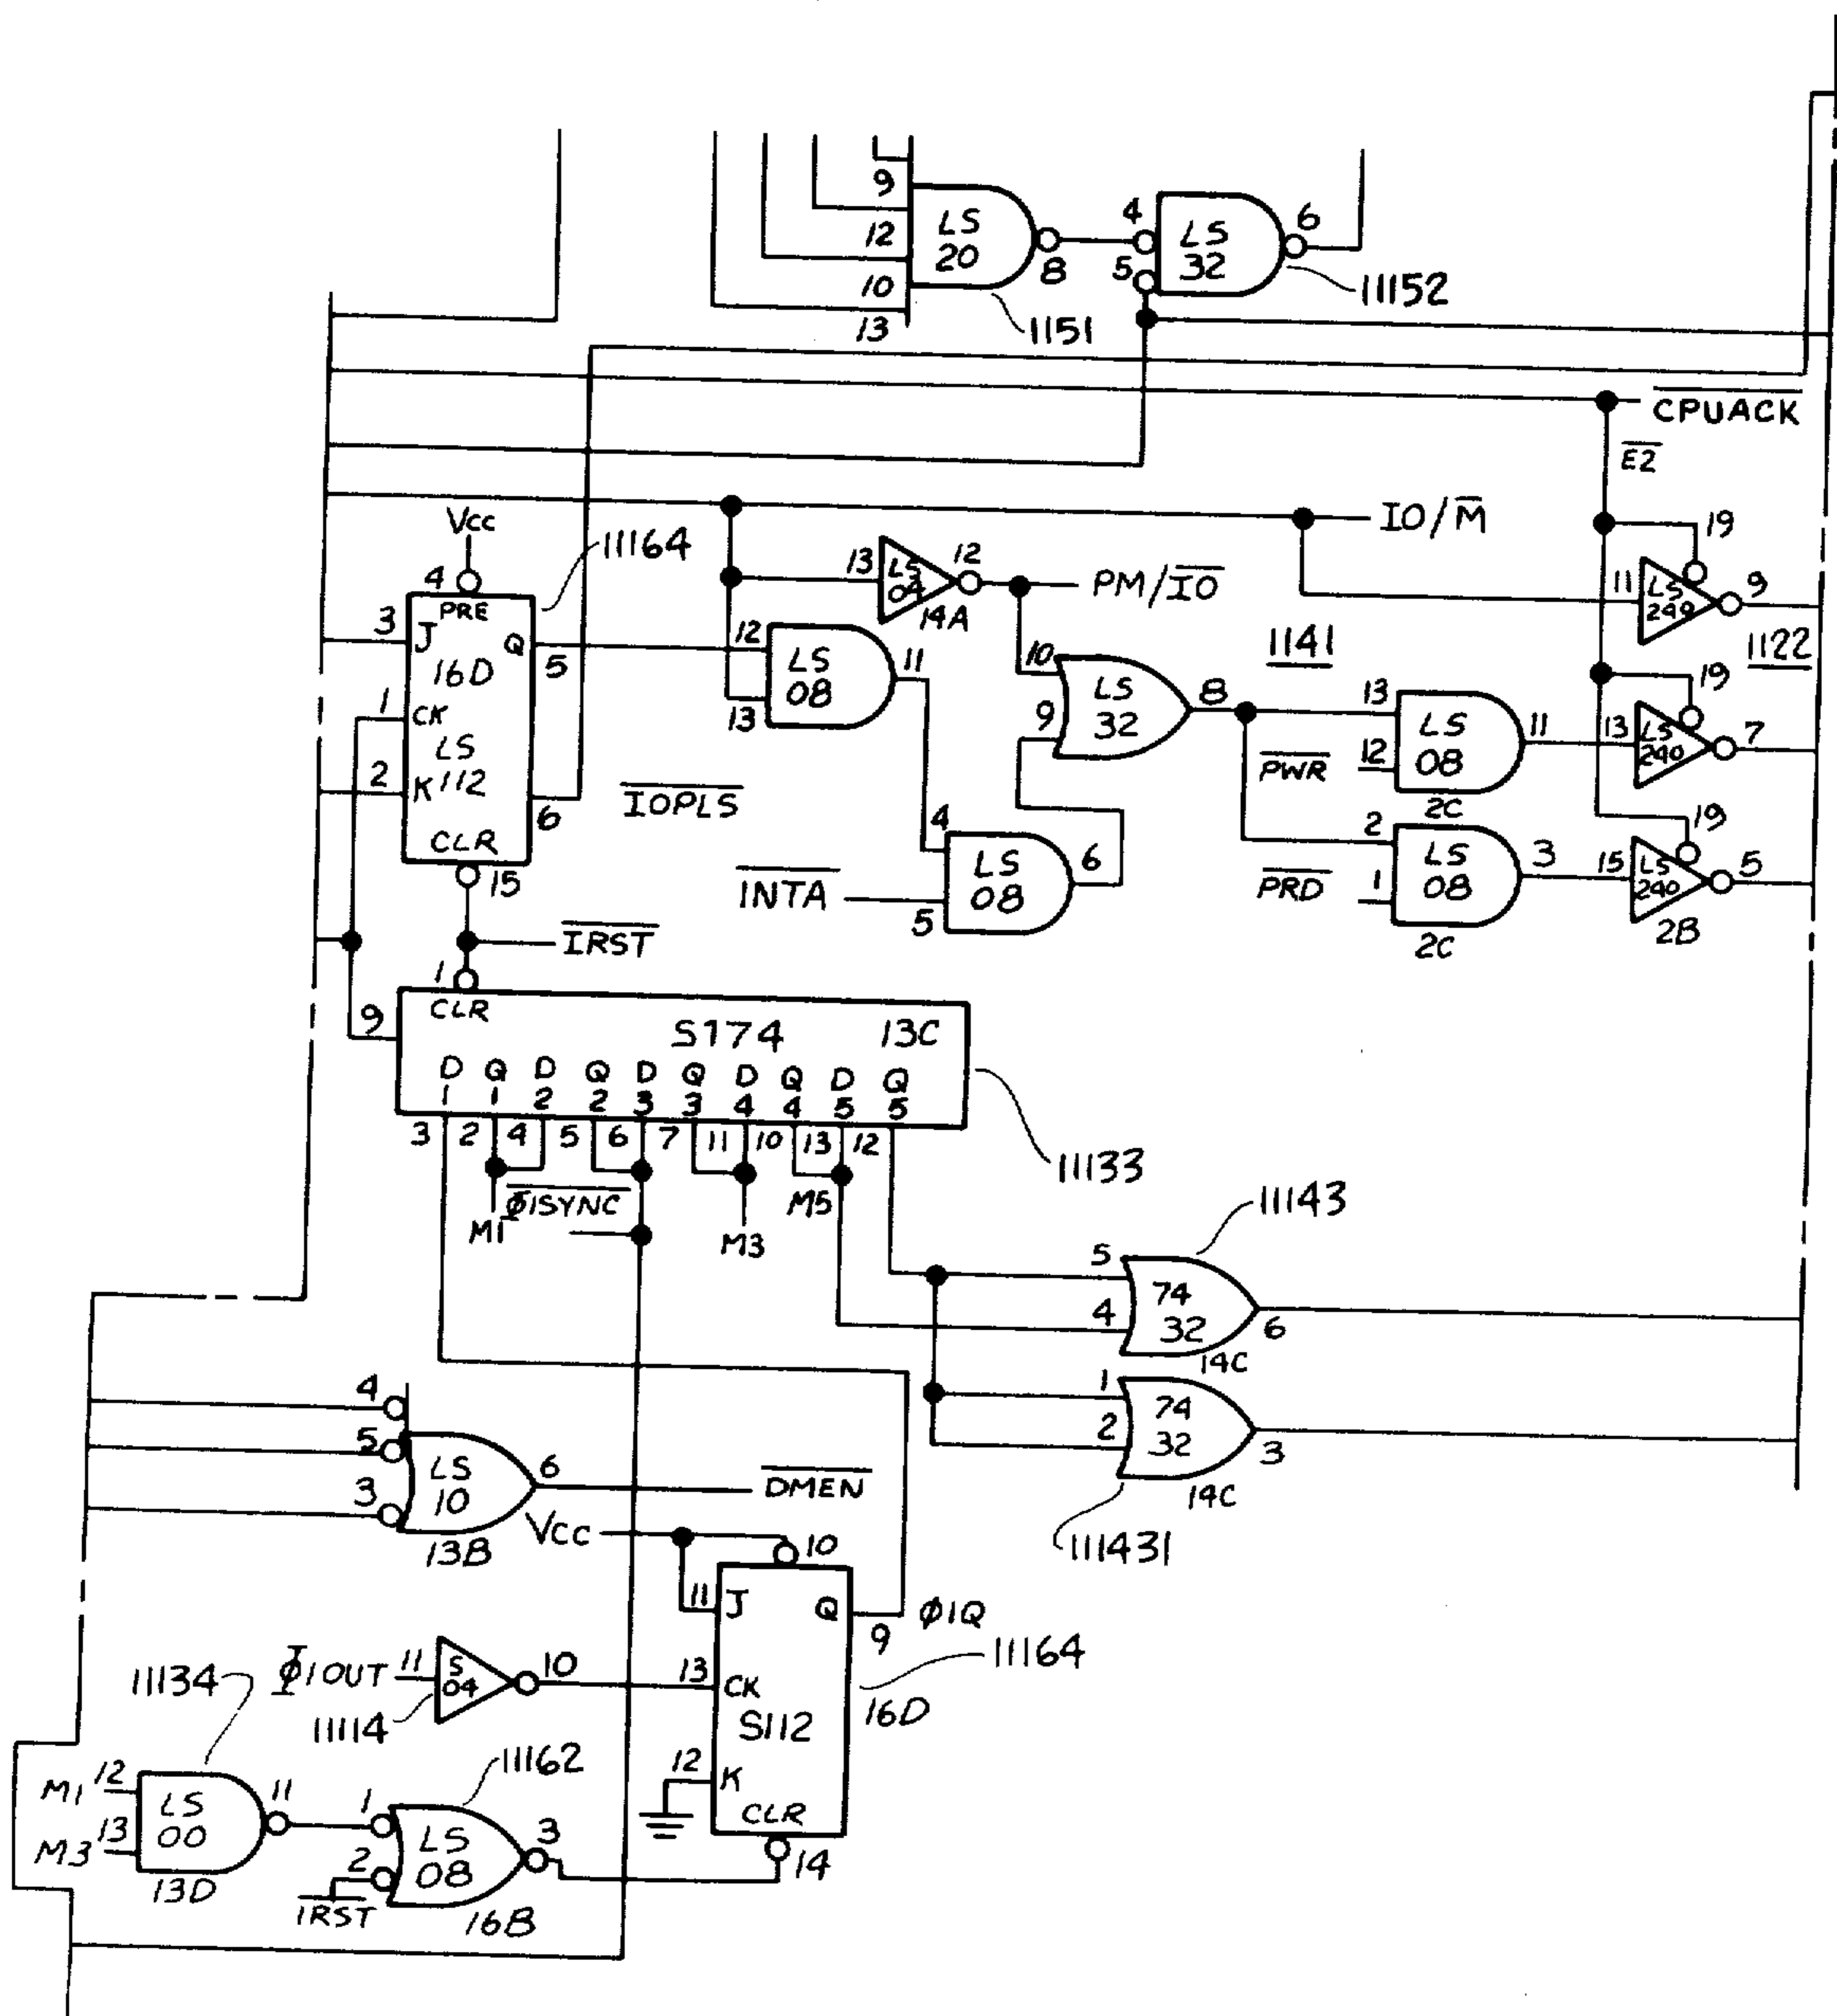 9
12
10
13
LS
20
8
4
5
LS
32
6
11152
1151
CPUACK
E2
IO/M
Vcc
11164
4
PRE
3
J
Q
5
16D
1
CK
LS
112
2
K
6
CLR
15
IOPLS
13
LS
04
12
14A
PM/IO
12
13
LS
08
11
10
9
LS
32
8
1141
INTA
4
5
LS
08
6
PWR
13
12
LS
08
11
2C
PRD
2
1
LS
08
3
2C
19
11
LS
240
9
1122
19
13
LS
240
7
19
15
LS
240
5
2B
IRST
1
CLR
9
S174
13C
D Q D Q D Q D Q D Q
1 1 2 2 3 3 4 4 5 5
3 2 4 5 6 7 11 10 13 12
11133
M1
Φ1SYNC
M3
M5
11143
5
4
74
32
6
14C
1
2
74
32
3
14C
111431
4
5
3
LS
10
6
13B
DMEN
Vcc
10
11
J
Q
9
Φ1Q
11164
16D
13
CK
S112
12
K
CLR
14
Φ1OUT
11
S
04
10
11114
11134
M1
12
M3
13
LS
00
11
13D
11162
1
2
LS
08
3
IRST
16B